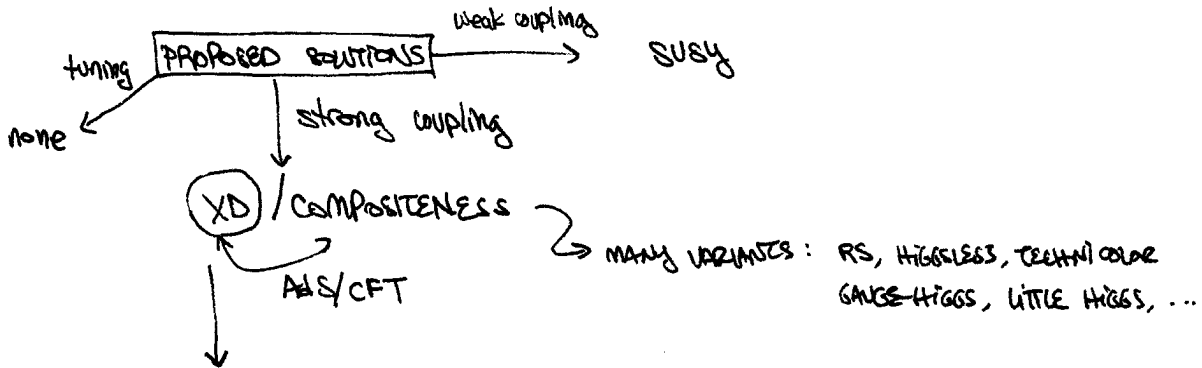 weak coupling
tuning
PROPOSED SOLUTIONS
SUSY
none
strong coupling
XD / COMPOSITENESS
MANY VARIANTS: RS, HIGGSLESS, TECHNICOLOR
GAUGE-HIGGS, LITTLE HIGGS, ...
AdS/CFT